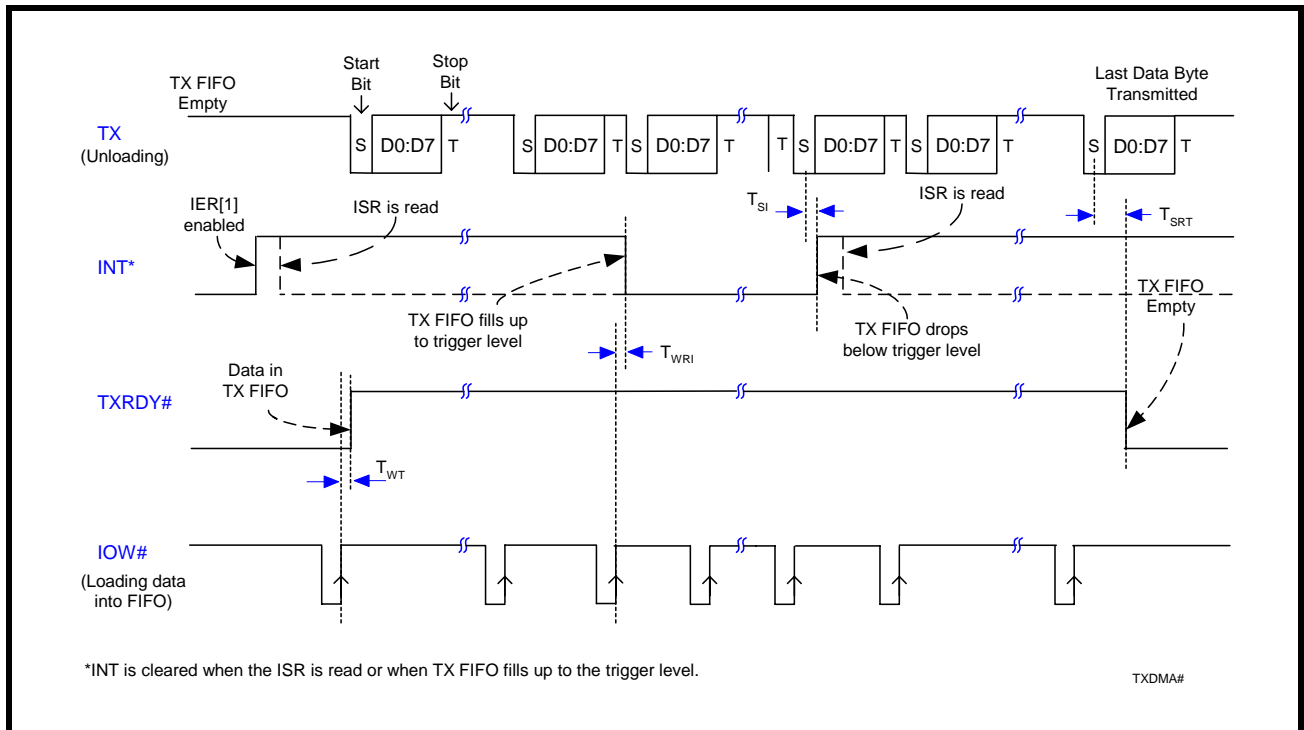 TX FIFO
Empty
Start
Bit
Stop
Bit
Last Data Byte
Transmitted
TX
(Unloading)
S D0:D7 T S D0:D7 T S D0:D7 T T S D0:D7 T S D0:D7 T S D0:D7 T
IER[1]
enabled
ISR is read
TSI
ISR is read
TSRT
INT*
TX FIFO fills up
to trigger level
TX FIFO drops
below trigger level
TX FIFO
Empty
TWRI
Data in
TX FIFO
TXRDY#
TWT
IOW#
(Loading data
into FIFO)
*INT is cleared when the ISR is read or when TX FIFO fills up to the trigger level.
TXDMA#